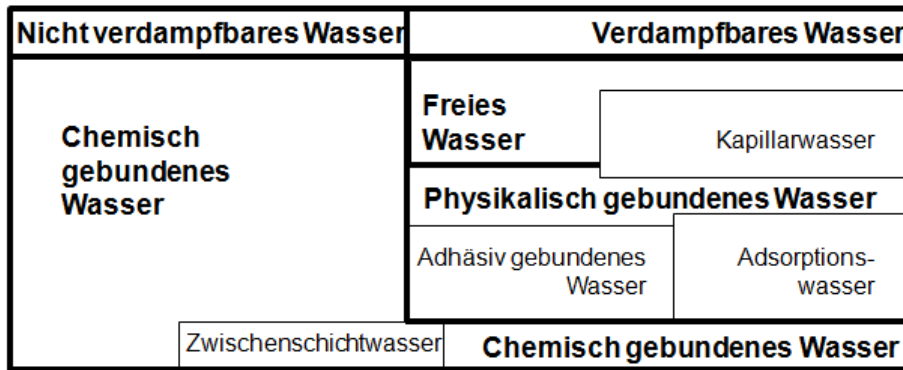 Nicht verdampfbares Wasser
Verdampfbares Wasser
Chemisch
gebundenes
Wasser
Freies
Wasser
Kapillarwasser
Physikalisch gebundenes Wasser
Adhäsiv gebundenes
Wasser
Adsorptions-
wasser
Zwischenschichtwasser
Chemisch gebundenes Wasser